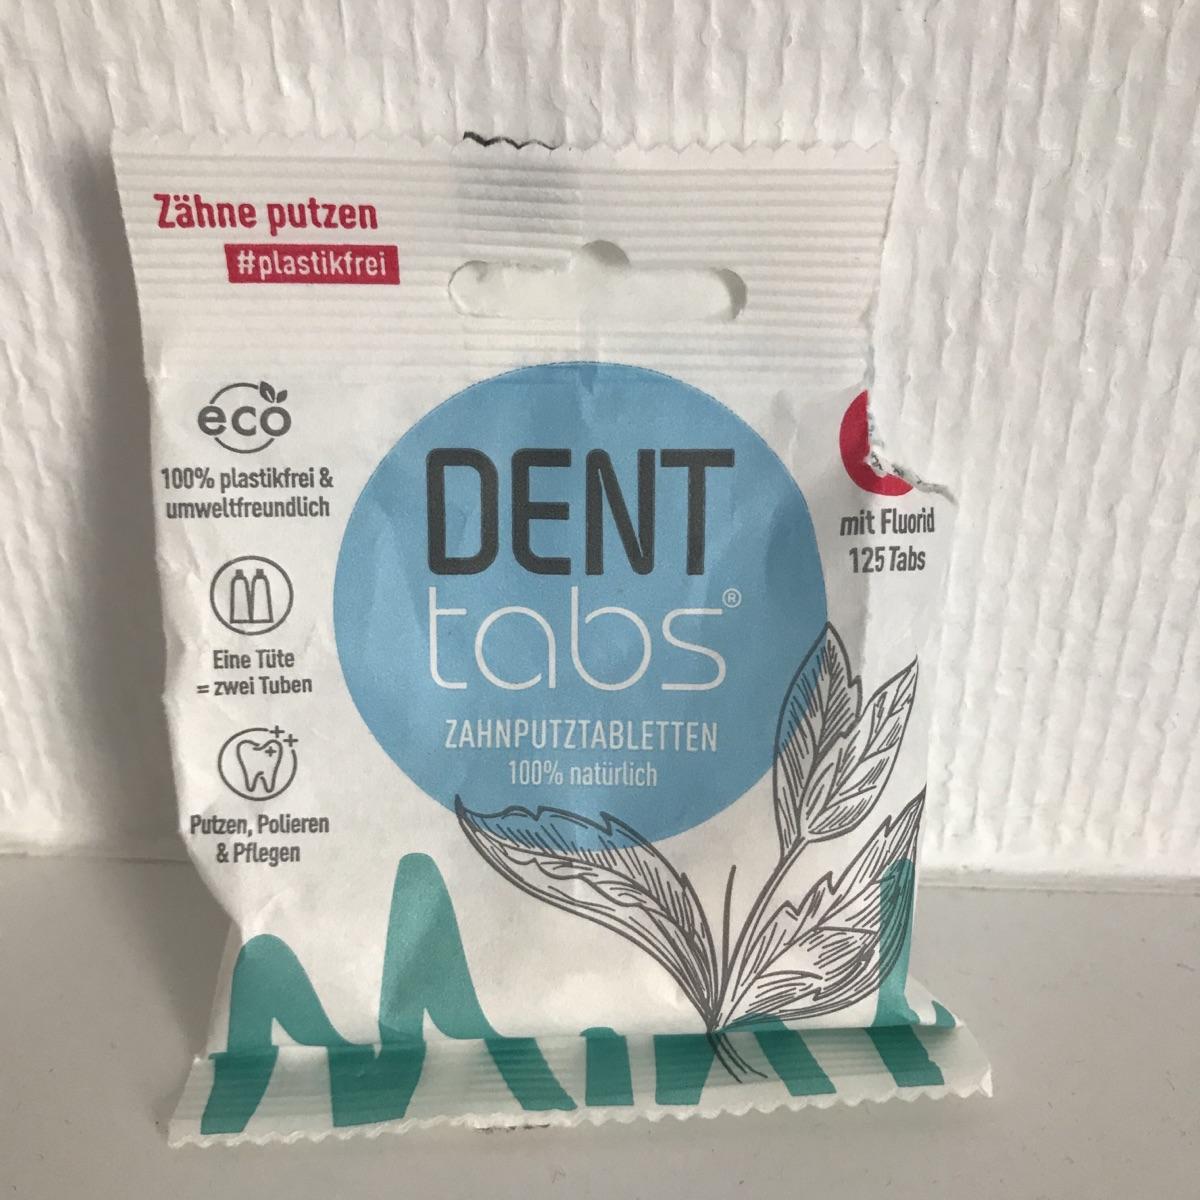 Zähne putzen
#plastikfrei
eco
100% plastikfrei &
umweltfreundlich
Eine Tüte
= zwei Tuben
Putzen, Polieren
& Pflegen
DENT
tabs®
ZAHNPUTZTABLETTEN
100% natürlich
mit Fluorid
125 Tabs
Mint